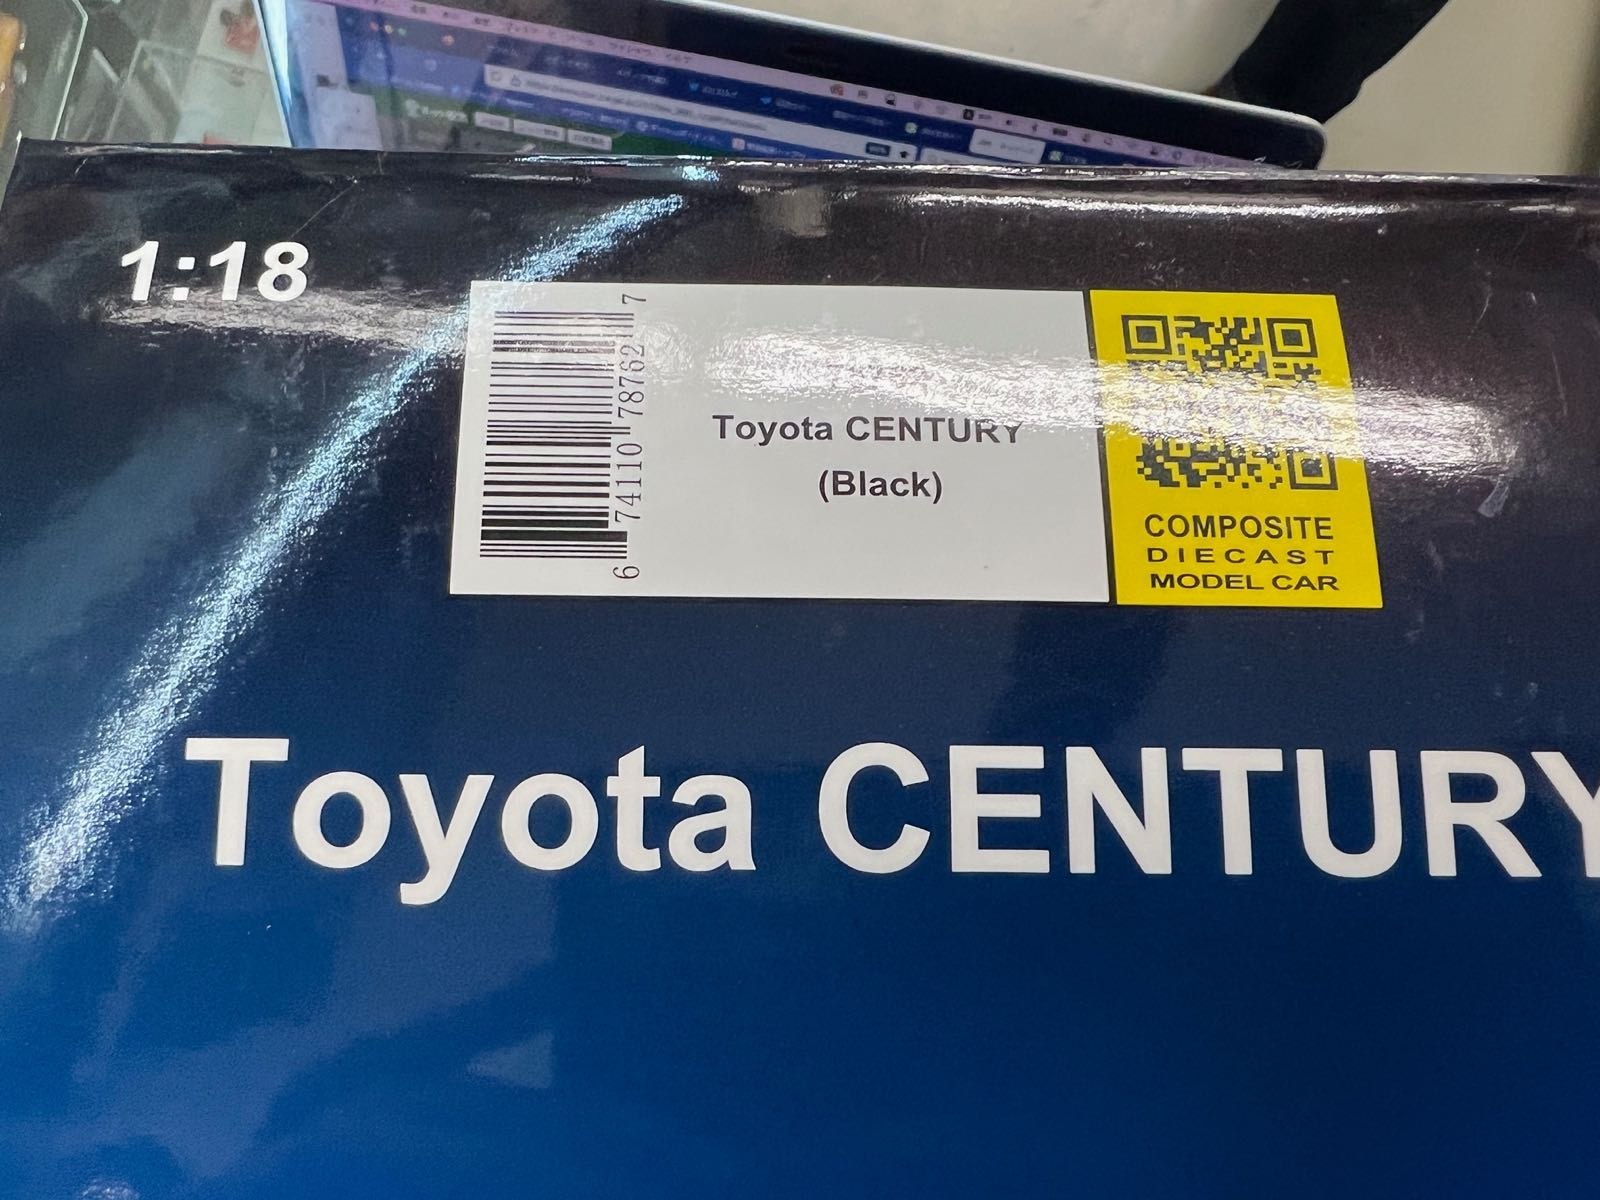 1:18
6 74110 78762 7
Toyota CENTURY
(Black)
COMPOSITE
DIECAST
MODEL CAR
Toyota CENTURY